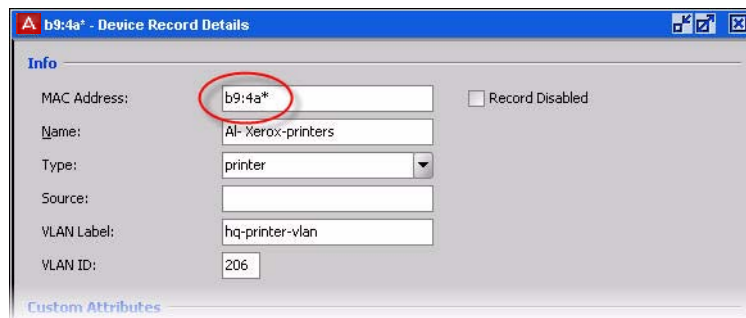 A b9:4a* - Device Record Details
Info
MAC Address: b9:4a* Record Disabled
Name: Al- Xerox-printers
Type: printer
Source:
VLAN Label: hq-printer-vlan
VLAN ID: 206
Custom Attributes